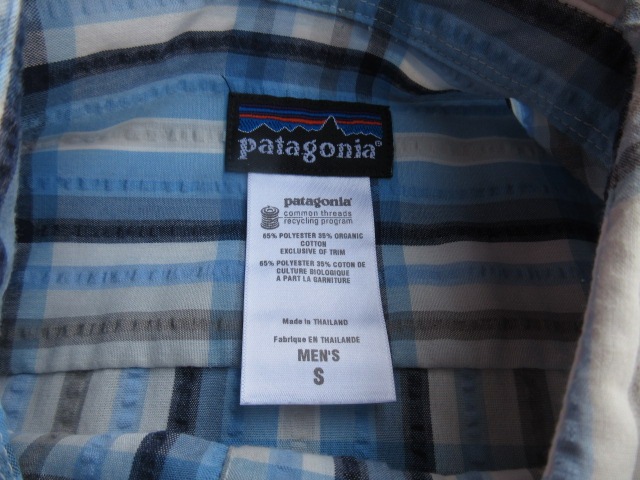 patagonia®
patagonia®
common threads
recycling program
65% POLYESTER 35% ORGANIC
COTTON
EXCLUSIVE OF TRIM
65% POLYESTER 35% COTON DE
CULTURE BIOLOGIQUE
A PART LA GARNITURE
Made in THAILAND
Fabrique EN THAILANDE
MEN'S
S